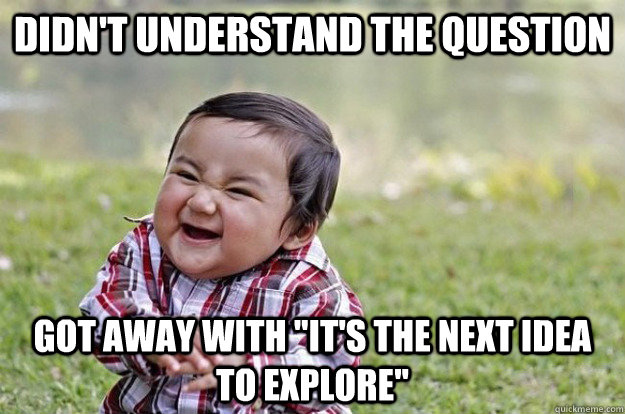 DIDN'T UNDERSTAND THE QUESTION
GOT AWAY WITH "IT'S THE NEXT IDEA
TO EXPLORE"
quickmeme.com